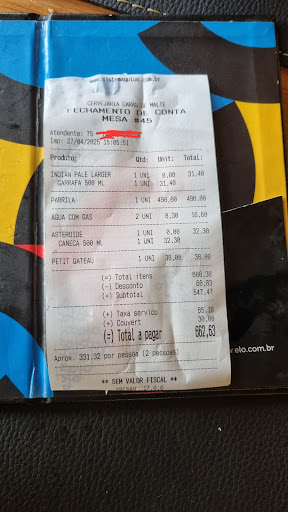 CERVEJARIA CABRAL DE MALTE
FECHAMENTO DE CONTA
MESA #45
Atendente: 75
Imp: 27/04/2025 15:05:51
Produto: Qtd: Unit: Total:
INDIAN PALE LARGER 1 UNI 0,00 31,40
GARRAFA 500 ML 1 31,40
PARRILA 1 UNI 490,00 490,00
AGUA COM GAS 2 UNI 8,30 16,60
ASTEROIDE 1 UNI 0,00 32,30
CANECA 500 ML 1 32,30
PETIT GATEAU 1 UNI 38,00 38,00
(=) Total itens 608,30
(-) Desconto 60,83
(=) Subtotal 547,47
(+) Taxa servico 85,16
(+) Couvert 30,00
(=) Total a pagar 662,63
Aprox. 331,32 por pessoa (2 pessoas)
** SEM VALOR FISCAL **
.elo.com.br